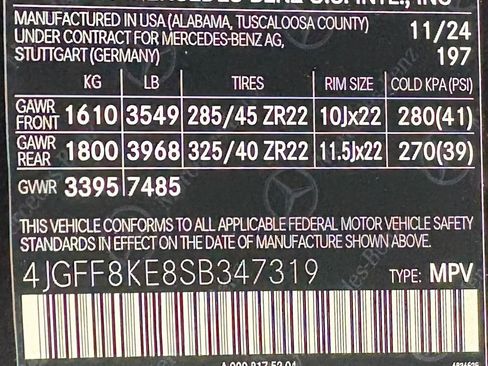 MANUFACTURED IN USA (ALABAMA, TUSCALOOSA COUNTY) 11/24
UNDER CONTRACT FOR MERCEDES-BENZ AG,
STUTTGART (GERMANY) 197
KG LB TIRES RIM SIZE COLD KPA (PSI)
GAWR FRONT 1610 3549 285/45 ZR22 10Jx22 280(41)
GAWR REAR 1800 3968 325/40 ZR22 11.5Jx22 270(39)
GVWR 3395 7485
THIS VEHICLE CONFORMS TO ALL APPLICABLE FEDERAL MOTOR VEHICLE SAFETY
STANDARDS IN EFFECT ON THE DATE OF MANUFACTURE SHOWN ABOVE.
4JGFF8KE8SB347319 TYPE: MPV